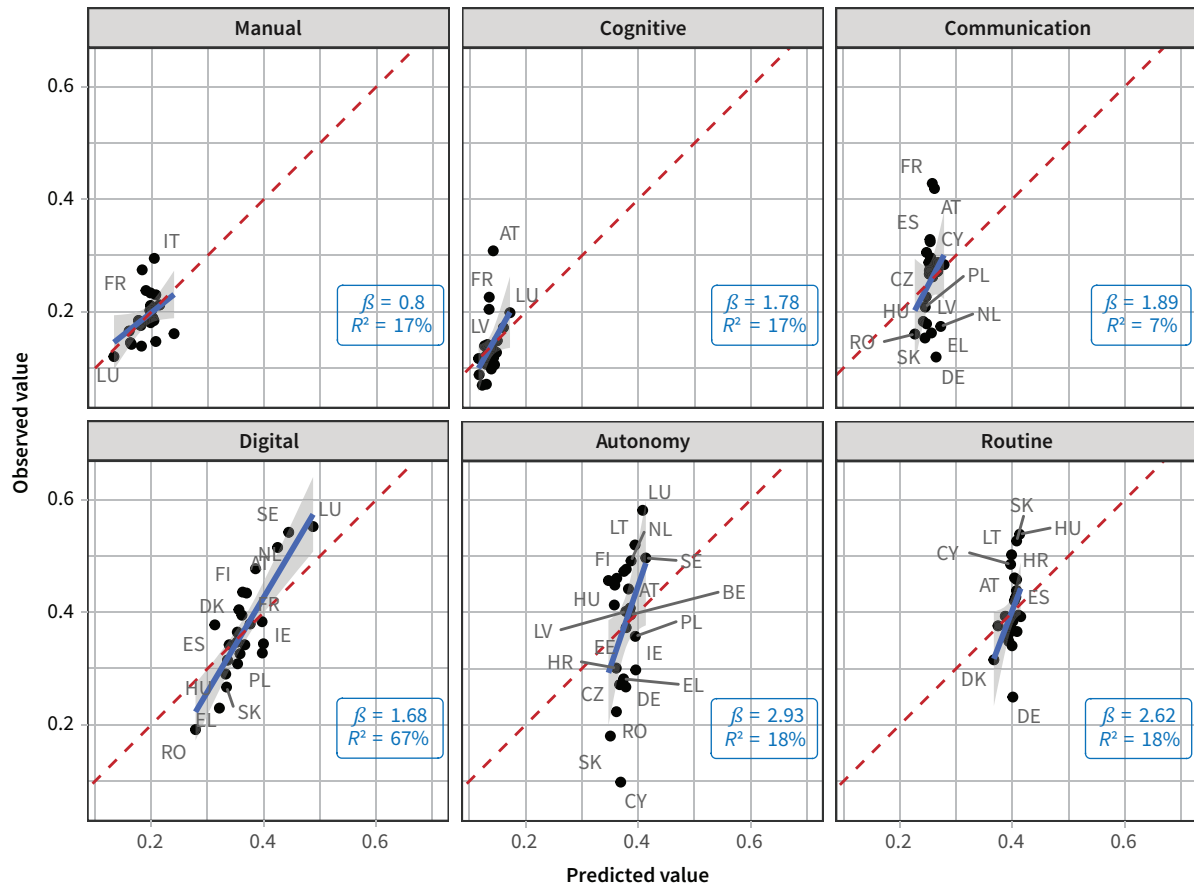 Manual
Cognitive
Communication
0.6
0.4
0.2
Observed value
IT
FR
LU
ß = 0.8
R² = 17%
AT
FR
LU
LV
ß = 1.78
R² = 17%
FR
AT
ES
CY
CZ
PL
HU
LV
NL
RO
SK
EL
DE
ß = 1.89
R² = 7%
Digital
Autonomy
Routine
0.6
0.4
0.2
SE
LU
NL
AT
FI
DK
FR
ES
IE
HU
PL
EL
SK
RO
ß = 1.68
R² = 67%
LU
LT
NL
FI
SE
HU
AT
BE
LV
PL
EE
IE
HR
CZ
DE
EL
RO
SK
CY
ß = 2.93
R² = 18%
SK
HU
LT
CY
HR
AT
ES
DK
DE
ß = 2.62
R² = 18%
0.2 0.4 0.6 0.2 0.4 0.6 0.2 0.4 0.6
Predicted value